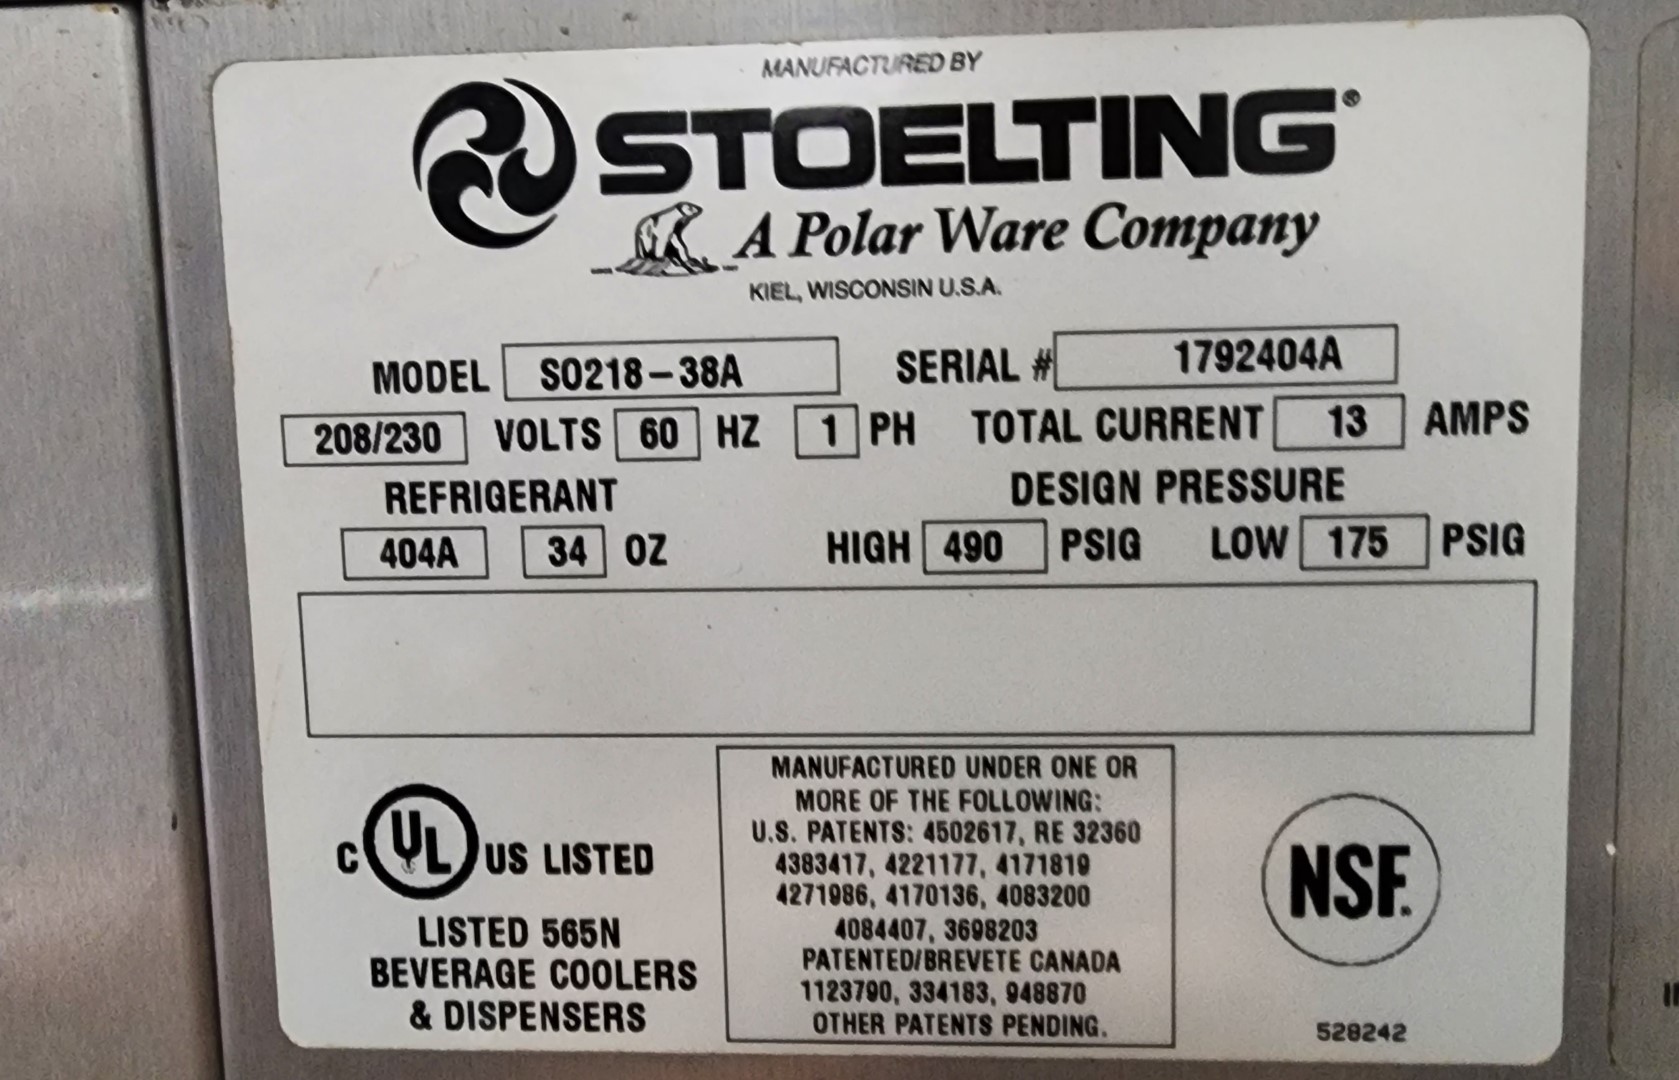 MANUFACTURED BY
STOELTING®
A Polar Ware Company
KIEL, WISCONSIN U.S.A.
MODEL SO218-38A SERIAL # 1792404A
208/230 VOLTS 60 HZ 1 PH TOTAL CURRENT 13 AMPS
REFRIGERANT DESIGN PRESSURE
404A 34 OZ HIGH 490 PSIG LOW 175 PSIG
C UL US LISTED
LISTED 565N
BEVERAGE COOLERS
& DISPENSERS
MANUFACTURED UNDER ONE OR
MORE OF THE FOLLOWING:
U.S. PATENTS: 4502617, RE 32360
4383417, 4221177, 4171819
4271986, 4170136, 4083200
4084407, 3698203
PATENTED/BREVETE CANADA
1123790, 334183, 948870
OTHER PATENTS PENDING.
NSF.
528242